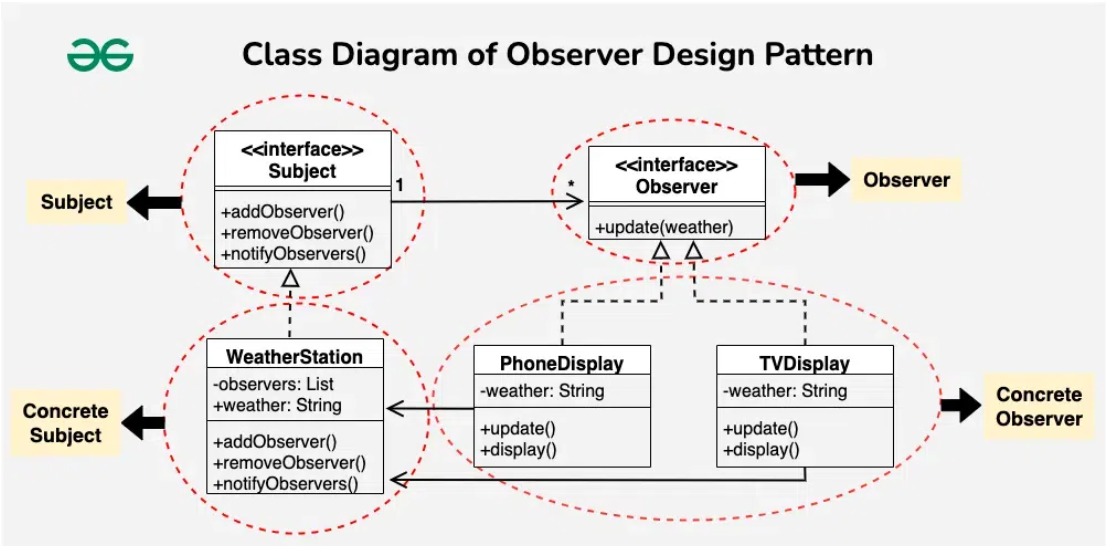 Class Diagram of Observer Design Pattern
<<interface>>
Subject
+addObserver()
+removeObserver()
+notifyObservers()
1
*
<<interface>>
Observer
+update(weather)
Subject
Observer
WeatherStation
-observers: List
+weather: String
+addObserver()
+removeObserver()
+notifyObservers()
PhoneDisplay
-weather: String
+update()
+display()
TVDisplay
-weather: String
+update()
+display()
Concrete
Subject
Concrete
Observer